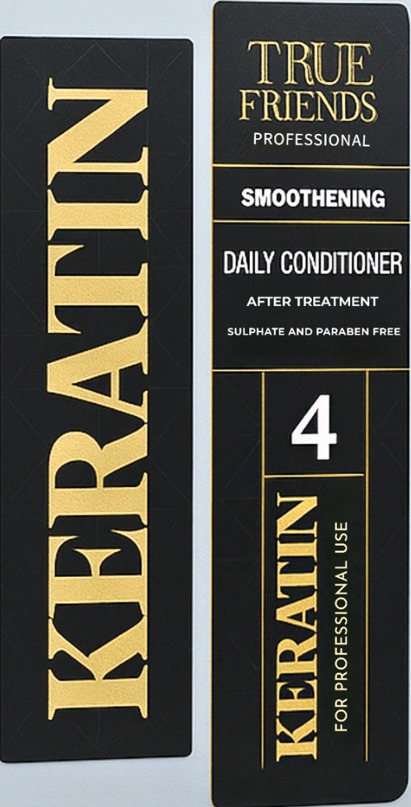 KERATIN
TRUE
FRIENDS
PROFESSIONAL
SMOOTHENING
DAILY CONDITIONER
AFTER TREATMENT
SULPHATE AND PARABEN FREE
4
KERATIN
FOR PROFESSIONAL USE